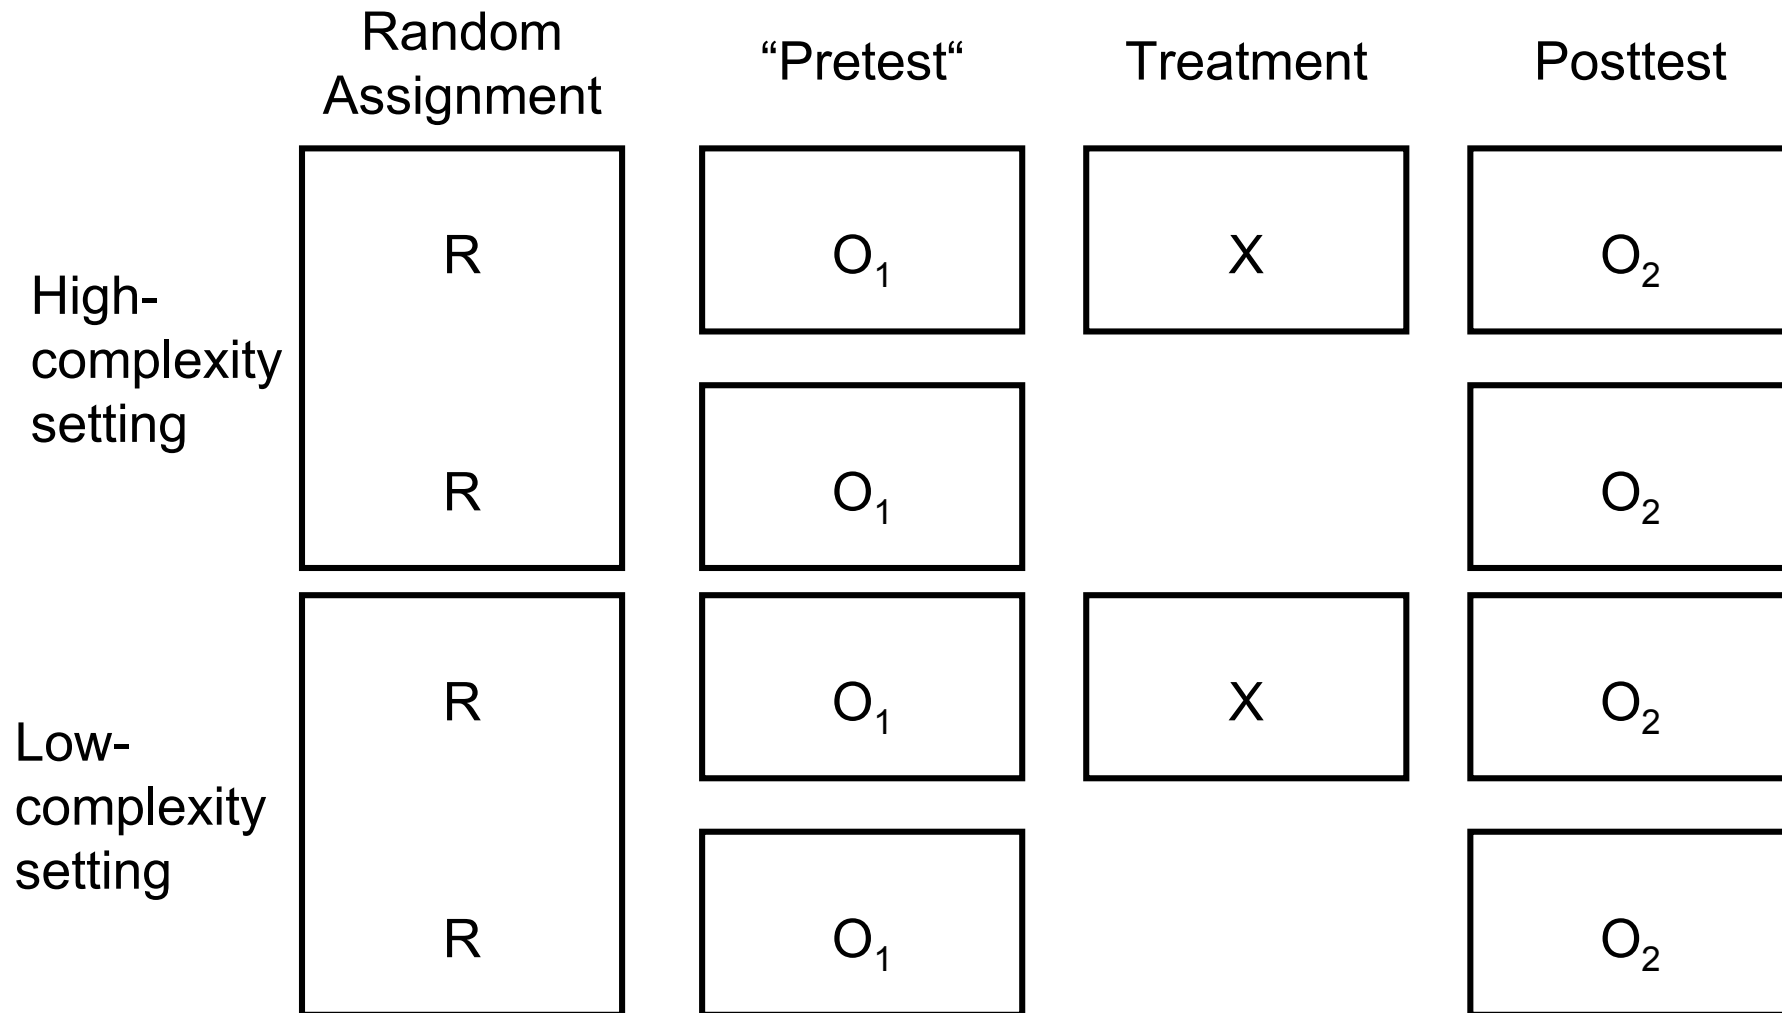 Random
Assignment
“Pretest“
Treatment
Posttest
High-
complexity
setting
R
O₁
X
O₂
R
O₁
O₂
Low-
complexity
setting
R
O₁
X
O₂
R
O₁
O₂